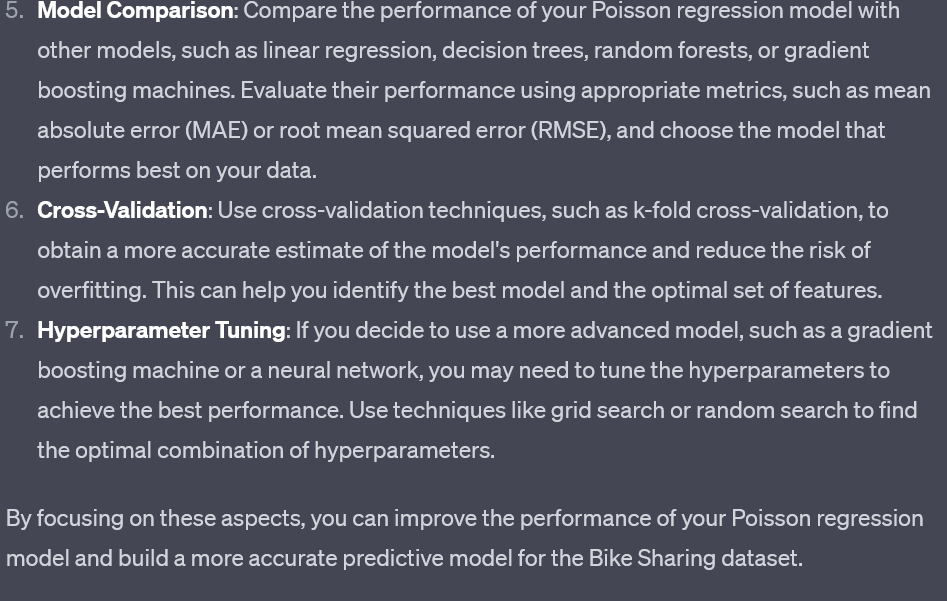 5. Model Comparison: Compare the performance of your Poisson regression model with
other models, such as linear regression, decision trees, random forests, or gradient
boosting machines. Evaluate their performance using appropriate metrics, such as mean
absolute error (MAE) or root mean squared error (RMSE), and choose the model that
performs best on your data.
6. Cross-Validation: Use cross-validation techniques, such as k-fold cross-validation, to
obtain a more accurate estimate of the model's performance and reduce the risk of
overfitting. This can help you identify the best model and the optimal set of features.
7. Hyperparameter Tuning: If you decide to use a more advanced model, such as a gradient
boosting machine or a neural network, you may need to tune the hyperparameters to
achieve the best performance. Use techniques like grid search or random search to find
the optimal combination of hyperparameters.
By focusing on these aspects, you can improve the performance of your Poisson regression
model and build a more accurate predictive model for the Bike Sharing dataset.